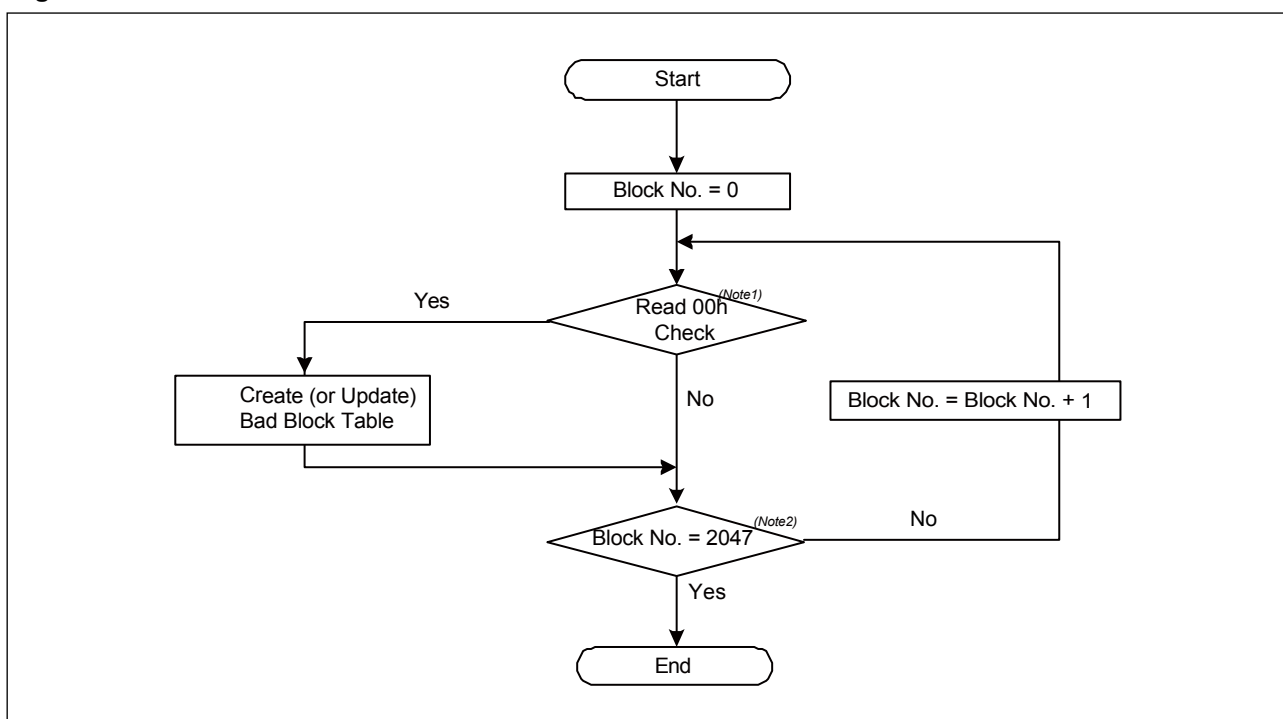 Start
Block No. = 0
(Note1)
Yes
Read 00h
Check
Create (or Update)
Bad Block Table
No
Block No. = Block No. + 1
(Note2)
Block No. = 2047
No
Yes
End